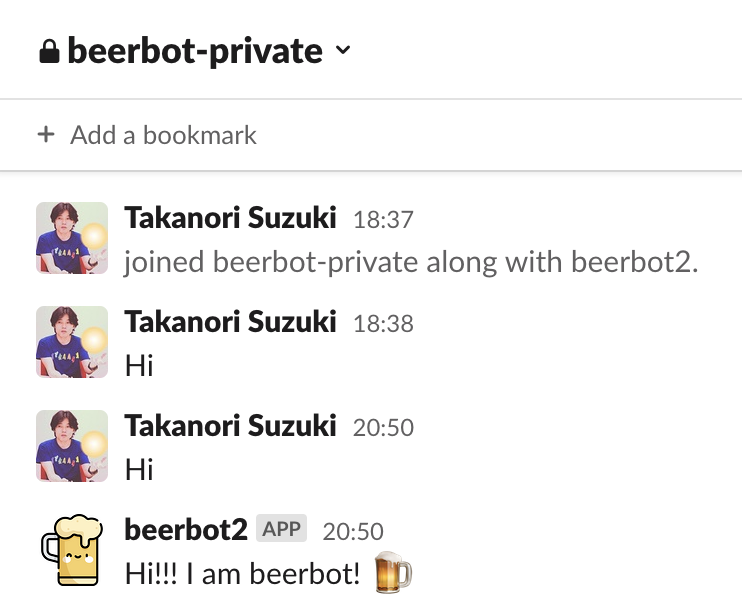 beerbot-private
+ Add a bookmark
Takanori Suzuki 18:37
joined beerbot-private along with beerbot2.
Takanori Suzuki 18:38
Hi
Takanori Suzuki 20:50
Hi
beerbot2 APP 20:50
Hi!!! I am beerbot! 🍺